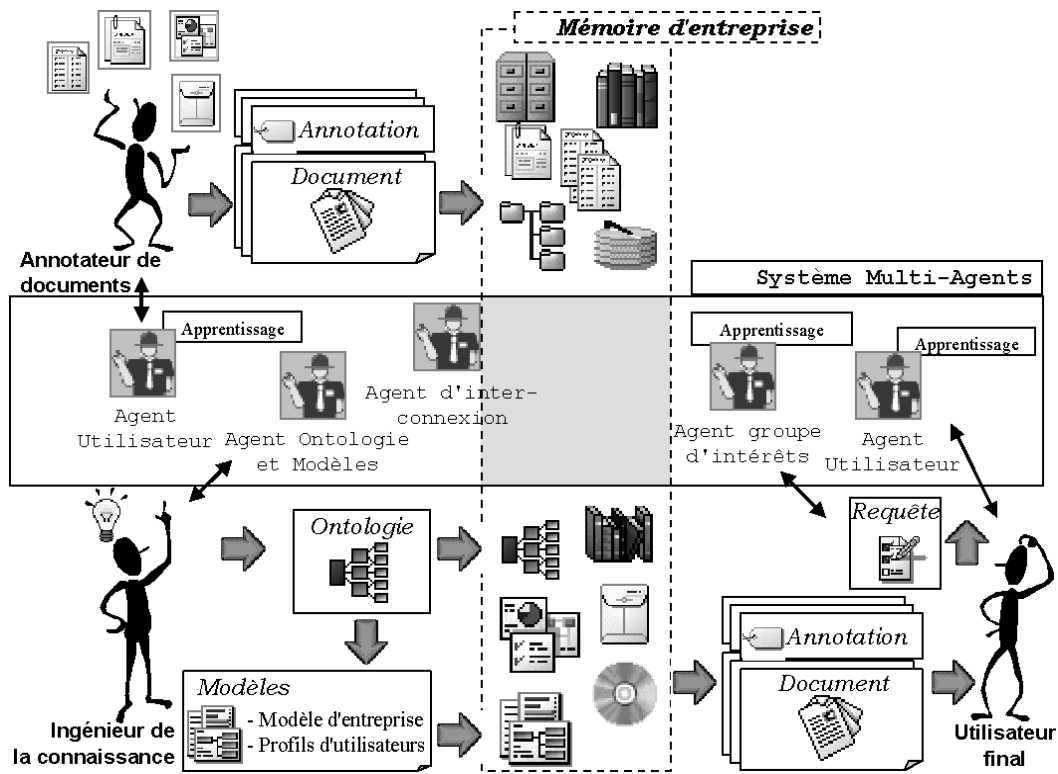 Mémoire d'entreprise
Annotation
Document
Annotateur de
documents
Système Multi-Agents
Apprentissage
Apprentissage
Apprentissage
Agent
Utilisateur
Agent Ontologie
et Modèles
Agent d'inter-
connexion
Agent groupe
d'intérêts
Agent
Utilisateur
Ontologie
Requête
Modèles
- Modèle d'entreprise
- Profils d'utilisateurs
Annotation
Document
Ingénieur de
la connaissance
Utilisateur
final